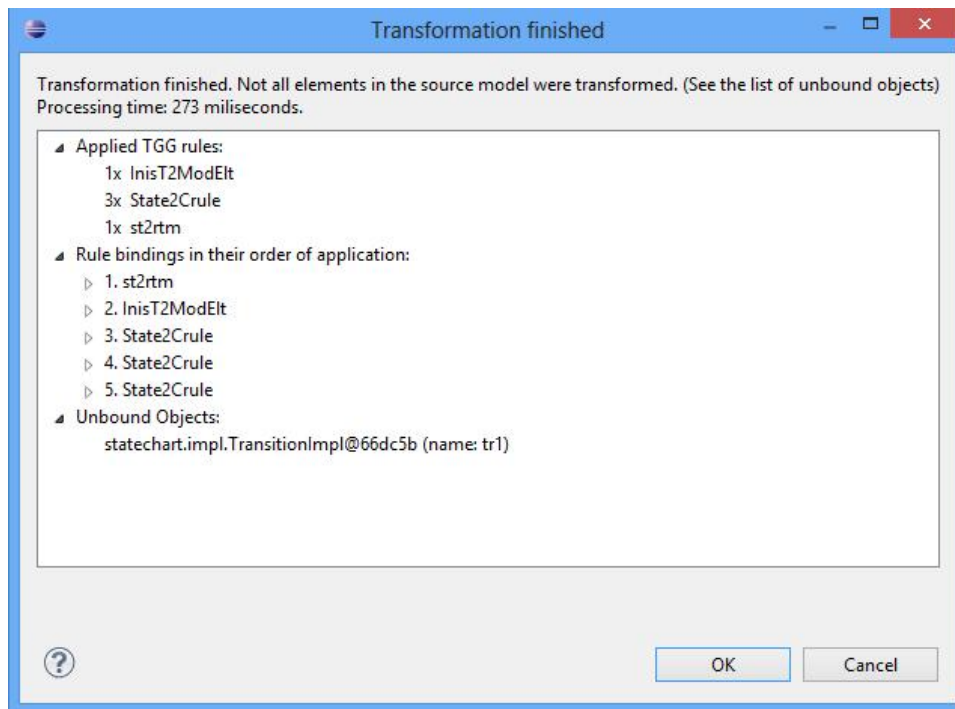 Transformation finished
Transformation finished. Not all elements in the source model were transformed. (See the list of unbound objects)
Processing time: 273 miliseconds.
Applied TGG rules:
1x InisT2ModElt
3x State2Crule
1x st2rtm
Rule bindings in their order of application:
1. st2rtm
2. InisT2ModElt
3. State2Crule
4. State2Crule
5. State2Crule
Unbound Objects:
statechart.impl.TransitionImpl@66dc5b (name: tr1)
?
OK Cancel